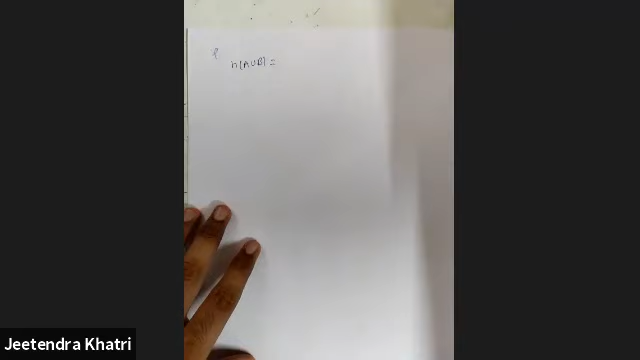 n(AUB) =
Jeetendra Khatri